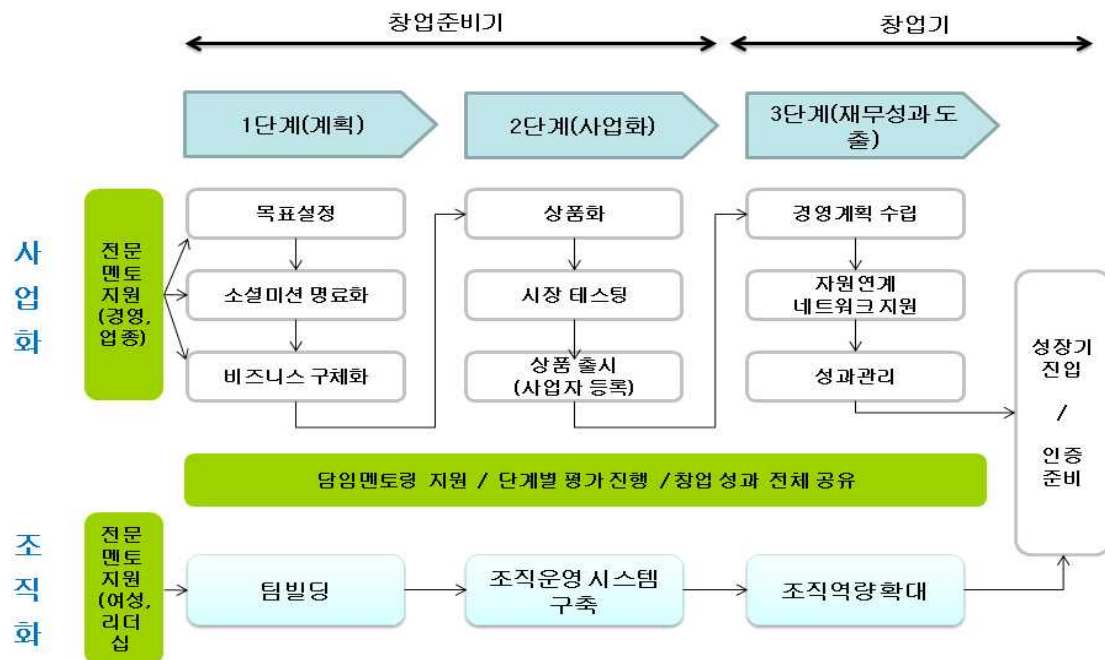 창업준비기
창업기
1단계(계획)
2단계(사업화)
3단계(재무성과 도
출)
사
업
화
전문
멘토
지원
(경영,
업종)
목표설정
소셜미션 명료화
비즈니스 구체화
상품화
시장 테스팅
상품 출시
(사업자 등록)
경영계획 수립
자원연계
네트워크 지원
성과관리
성장기
진입
/
인증
준비
담임멘토링 지원 / 단계별 평가 진행 /창업 성과 전체 공유
조
직
화
전문
멘토
지원
(여성,
리더
십
팀빌딩
조직운영 시스템
구축
조직역량 확대